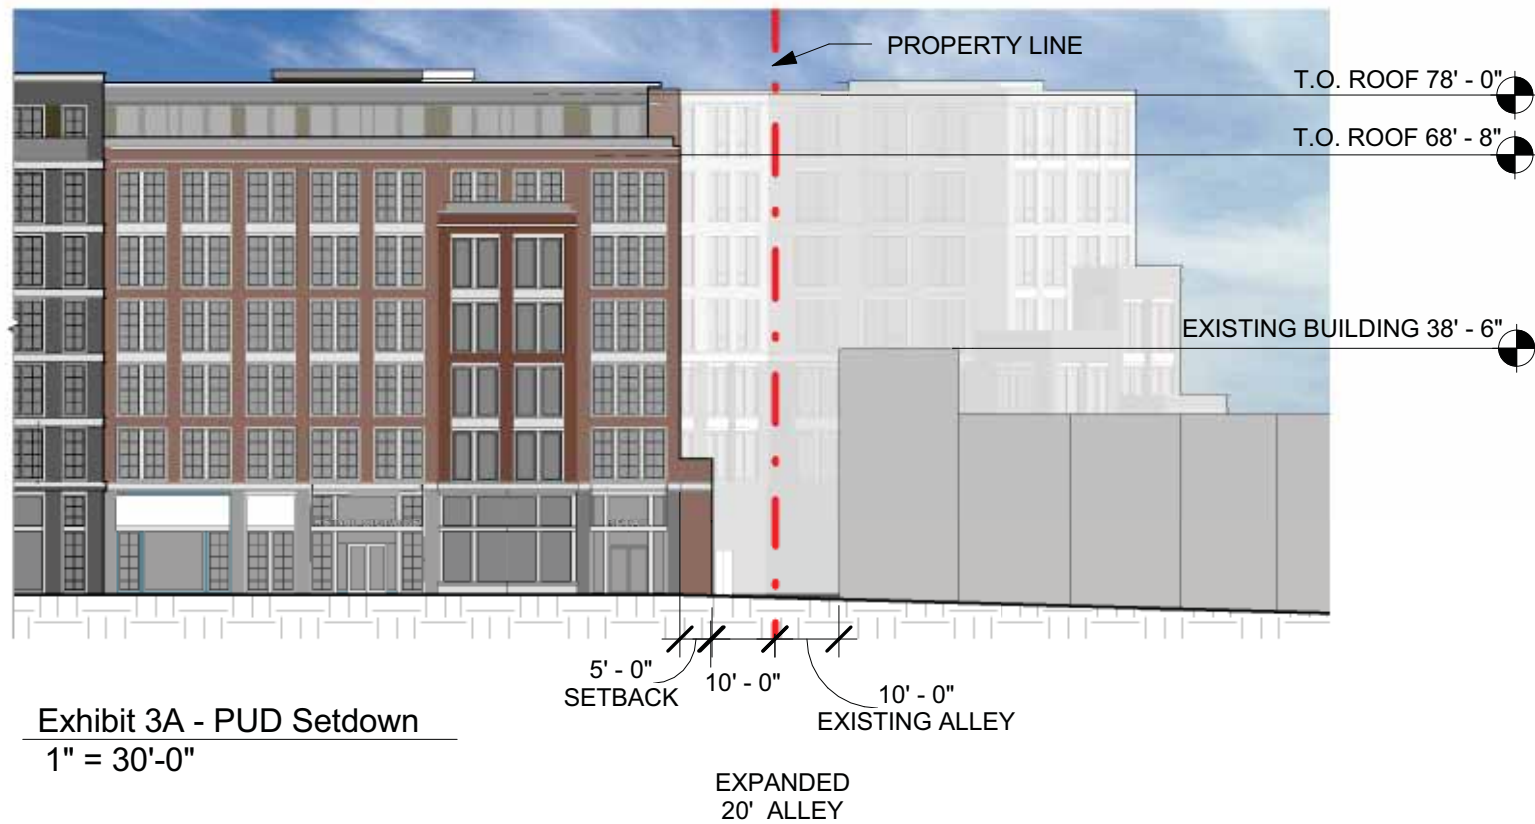 PROPERTY LINE
T.O. ROOF 78' - 0"
T.O. ROOF 68' - 8"
EXISTING BUILDING 38' - 6"
5' - 0"
SETBACK
10' - 0"
10' - 0"
EXISTING ALLEY
Exhibit 3A - PUD Setdown
1" = 30'-0"
EXPANDED
20' ALLEY